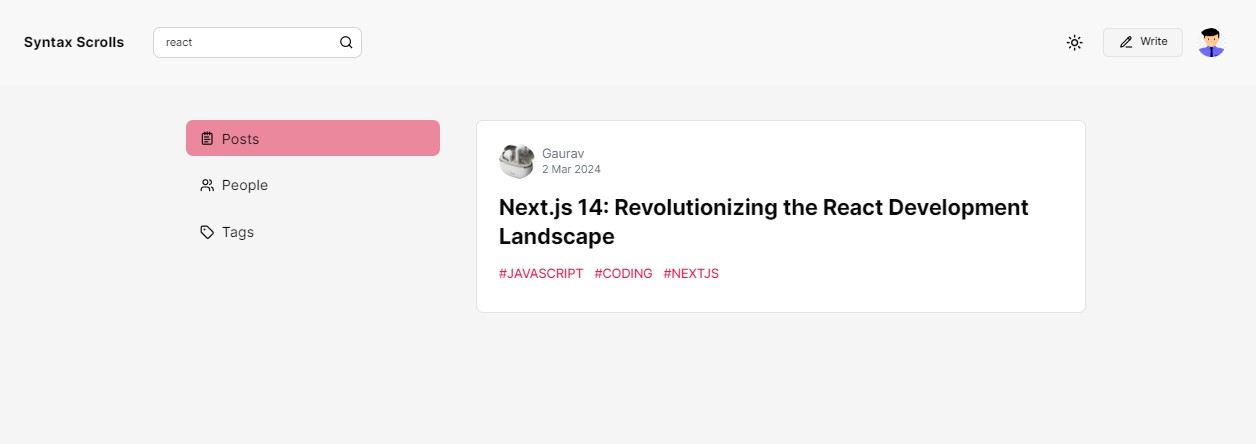 Syntax Scrolls
react
Write
Posts
People
Tags
Gaurav
2 Mar 2024
Next.js 14: Revolutionizing the React Development
Landscape
#JAVASCRIPT #CODING #NEXTJS